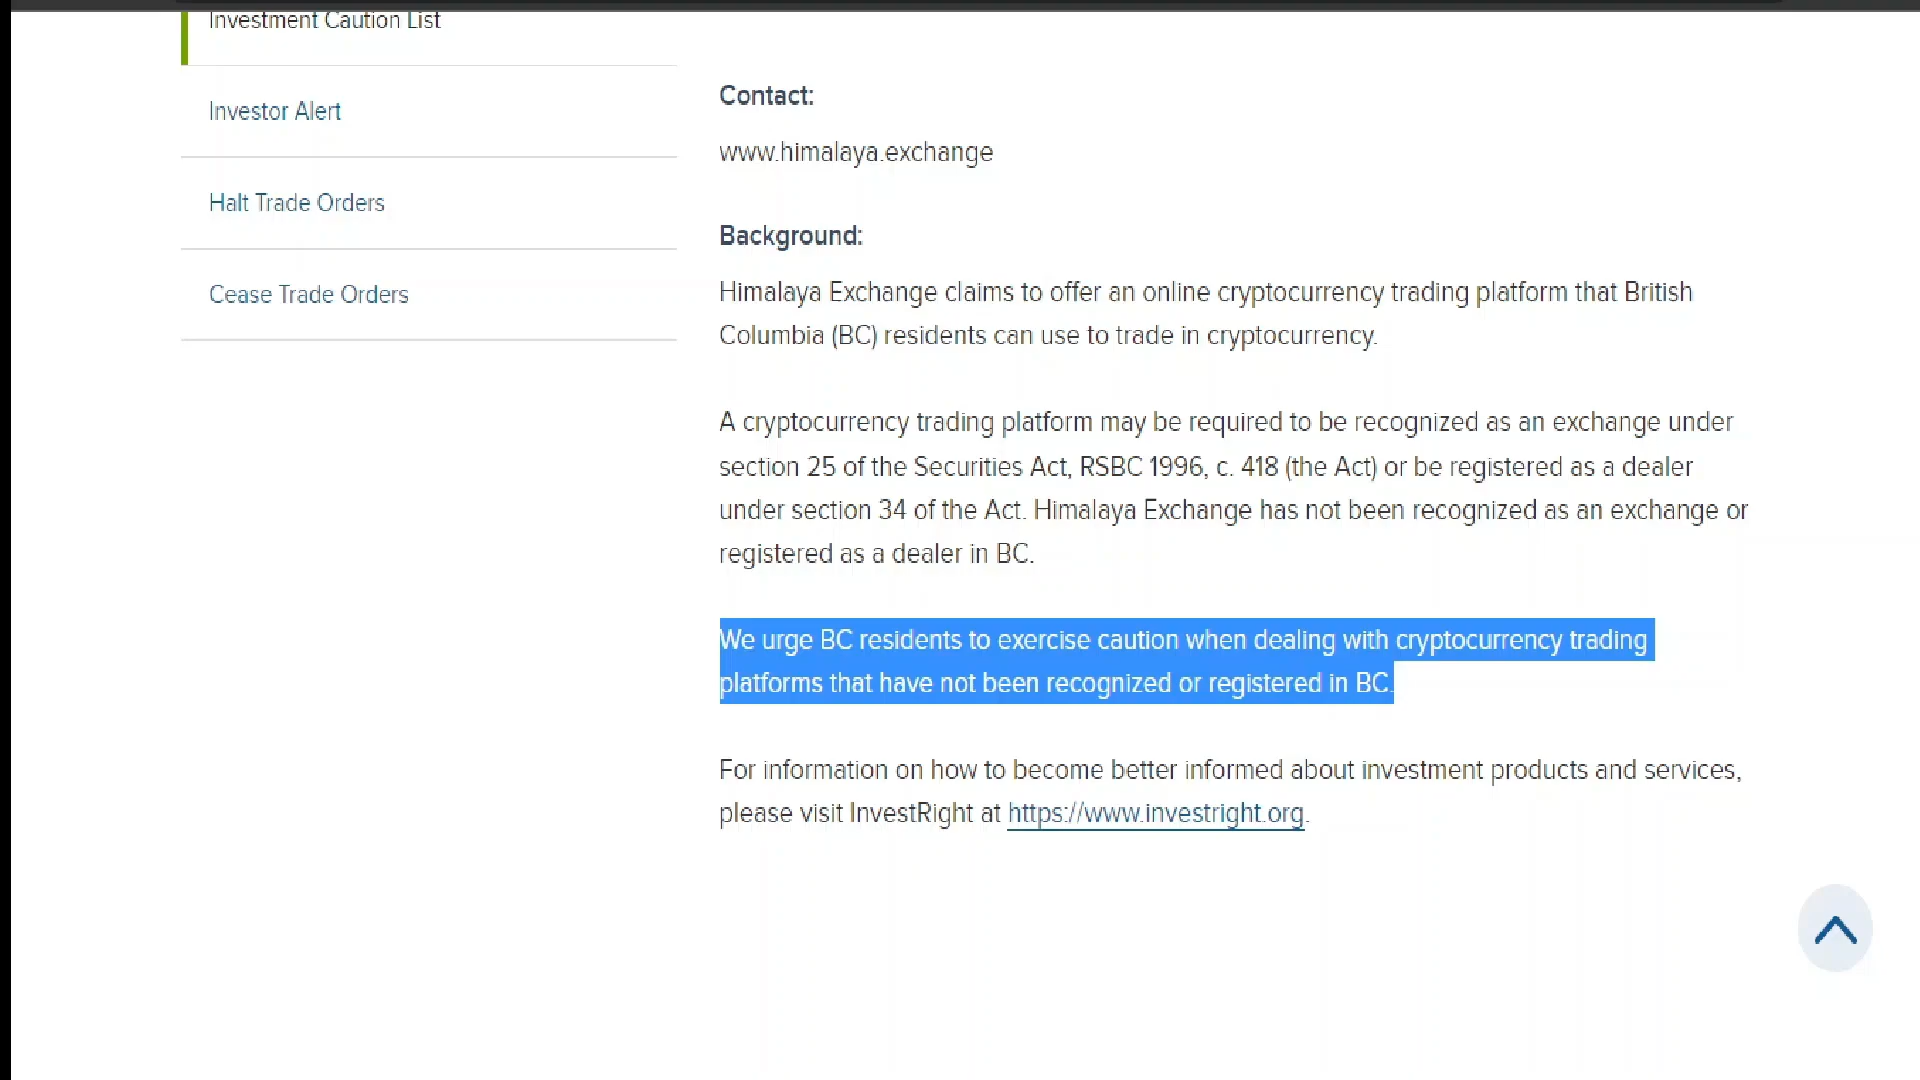 Investment Caution List
Investor Alert
Halt Trade Orders
Cease Trade Orders
Contact:
www.himalaya.exchange
Background:
Himalaya Exchange claims to offer an online cryptocurrency trading platform that British
Columbia (BC) residents can use to trade in cryptocurrency.
A cryptocurrency trading platform may be required to be recognized as an exchange under
section 25 of the Securities Act, RSBC 1996, c. 418 (the Act) or be registered as a dealer
under section 34 of the Act. Himalaya Exchange has not been recognized as an exchange or
registered as a dealer in BC.
We urge BC residents to exercise caution when dealing with cryptocurrency trading
platforms that have not been recognized or registered in BC.
For information on how to become better informed about investment products and services,
please visit InvestRight at https://www.investright.org.